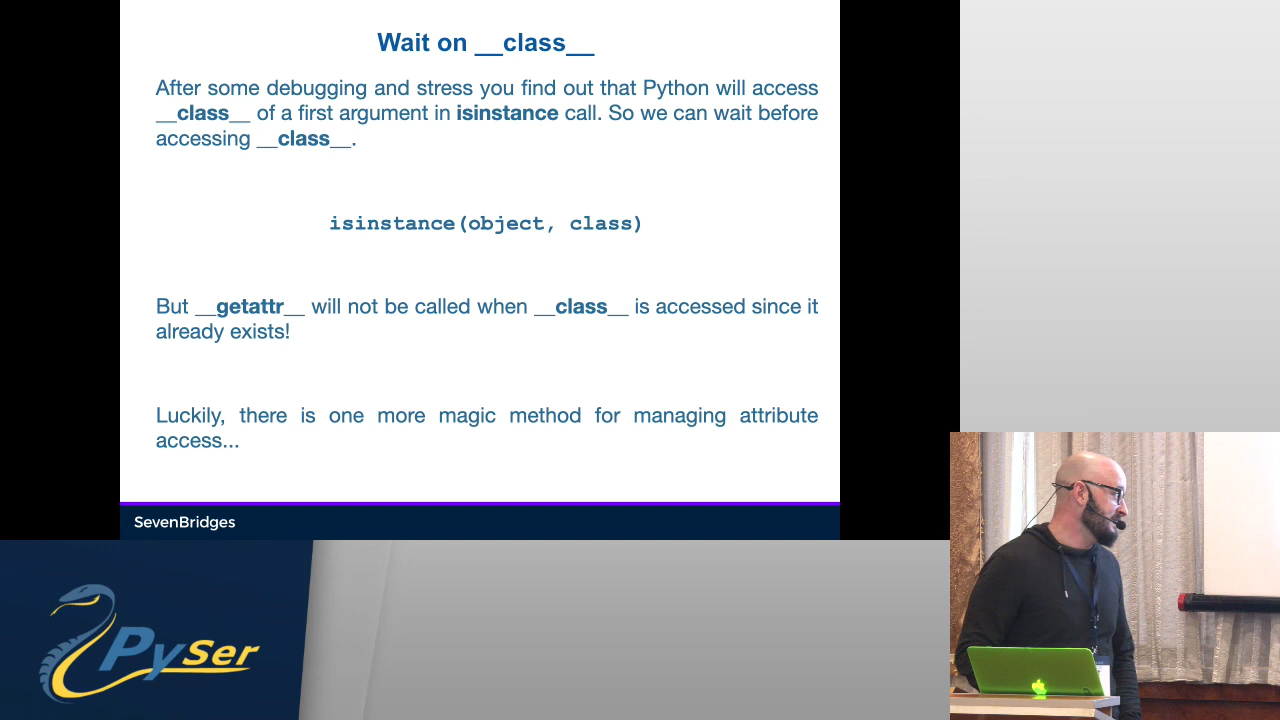 Wait on __class__
After some debugging and stress you find out that Python will access
__class__ of a first argument in isinstance call. So we can wait before
accessing __class__.
isinstance(object, class)
But __getattr__ will not be called when __class__ is accessed since it
already exists!
Luckily, there is one more magic method for managing attribute
access...
SevenBridges
PySer